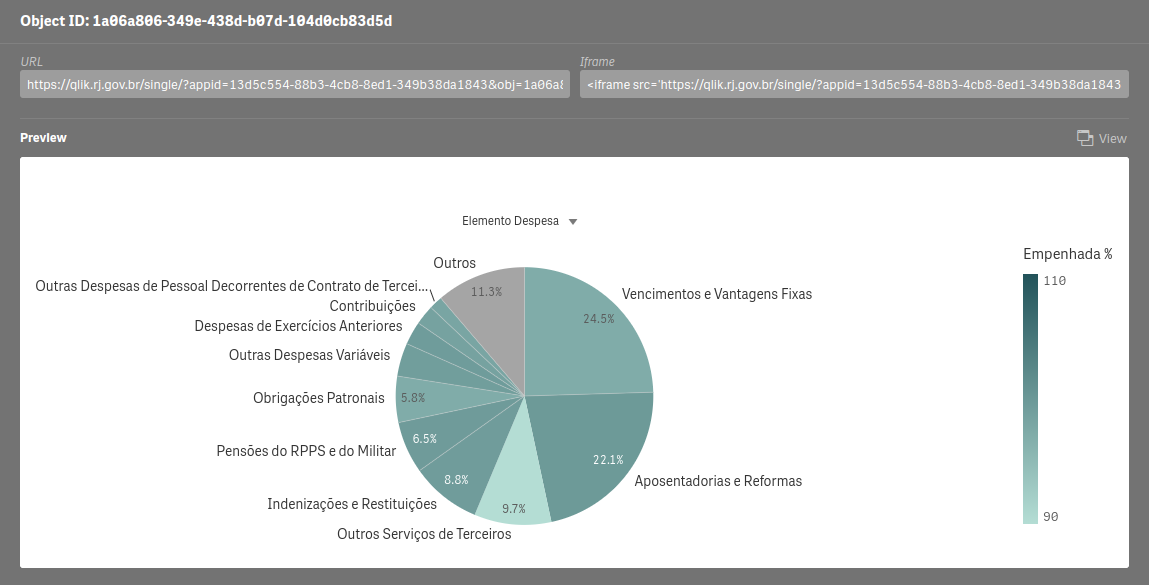 Object ID: 1a06a806-349e-438d-b07d-104d0cb83d5d
URL
Iframe
https://qlik.rj.gov.br/single/?appid=13d5c554-88b3-4cb8-8ed1-349b38da1843&obj=1a06a8
<iframe src='https://qlik.rj.gov.br/single/?appid=13d5c554-88b3-4cb8-8ed1-349b38da1843
Preview
View
Elemento Despesa
Empenhada %
110
90
Outros
11.3%
Outras Despesas de Pessoal Decorrentes de Contrato de Tercei...
Contribuições
Despesas de Exercícios Anteriores
Outras Despesas Variáveis
Obrigações Patronais
5.8%
Pensões do RPPS e do Militar
6.5%
Indenizações e Restituições
8.8%
Outros Serviços de Terceiros
9.7%
Vencimentos e Vantagens Fixas
24.5%
Aposentadorias e Reformas
22.1%